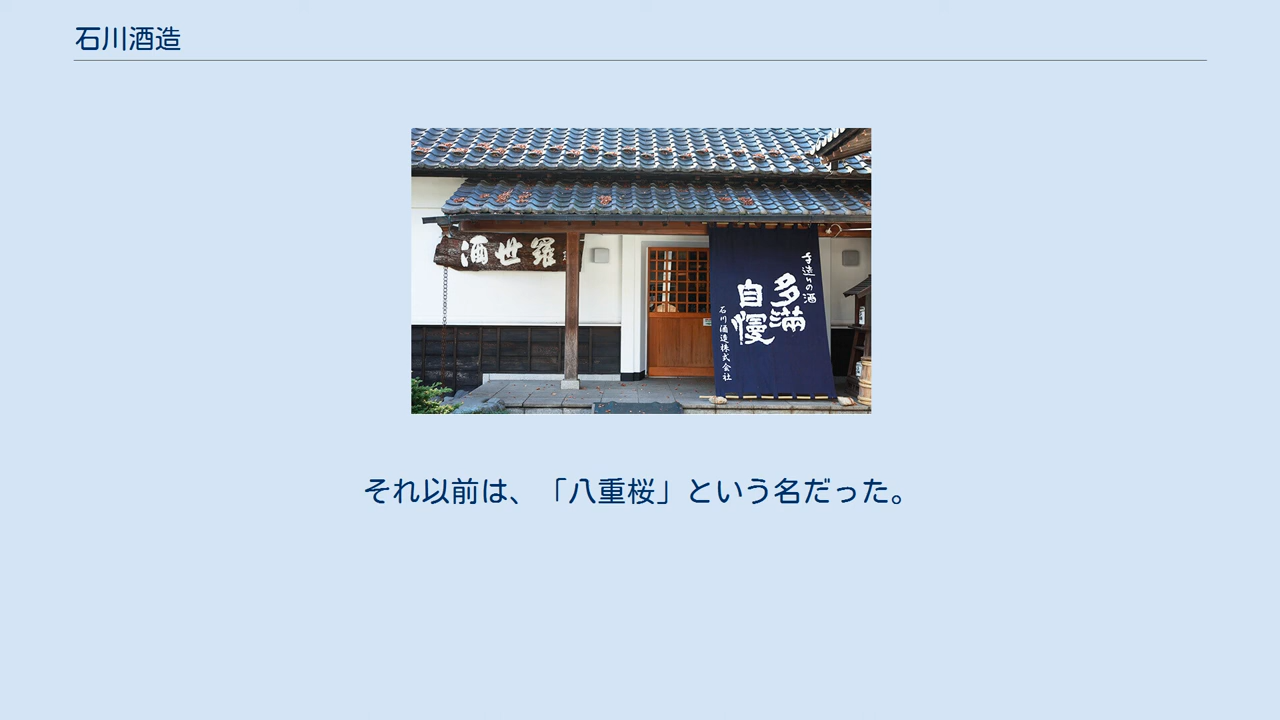 石川酒造
酒世羅
手造りの酒
多満
自慢
石川酒造株式会社
それ以前は、「八重桜」という名だった。